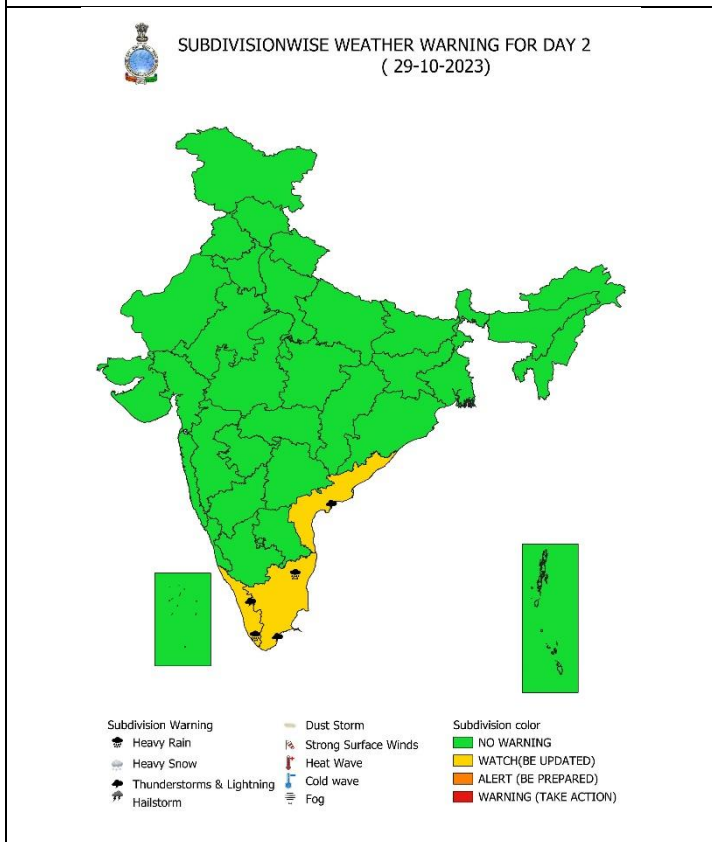 SUBDIVISIONWISE WEATHER WARNING FOR DAY 2
( 29-10-2023)
Subdivision Warning
Heavy Rain
Heavy Snow
Thunderstorms & Lightning
Hailstorm
Dust Storm
Strong Surface Winds
Heat Wave
Cold wave
Fog
Subdivision color
NO WARNING
WATCH(BE UPDATED)
ALERT (BE PREPARED)
WARNING (TAKE ACTION)